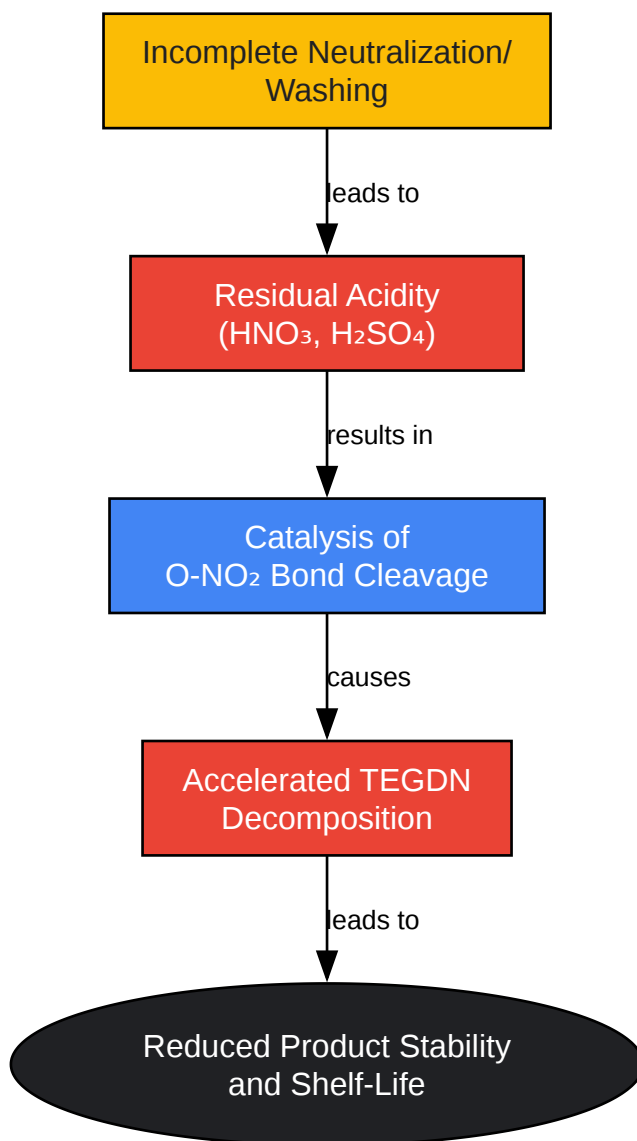 Incomplete Neutralization/
Washing
leads to
Residual Acidity
(HNO₃, H₂SO₄)
results in
Catalysis of
O-NO₂ Bond Cleavage
causes
Accelerated TEGDN
Decomposition
leads to
Reduced Product Stability
and Shelf-Life